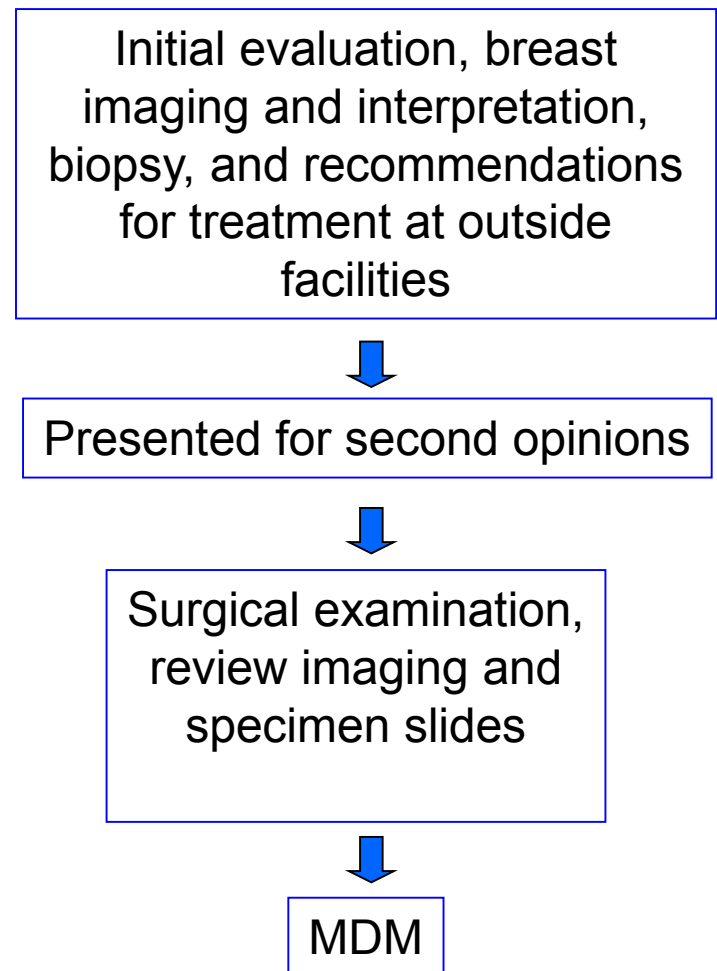 Initial evaluation, breast
imaging and interpretation,
biopsy, and recommendations
for treatment at outside
facilities
Presented for second opinions
Surgical examination,
review imaging and
specimen slides
MDM